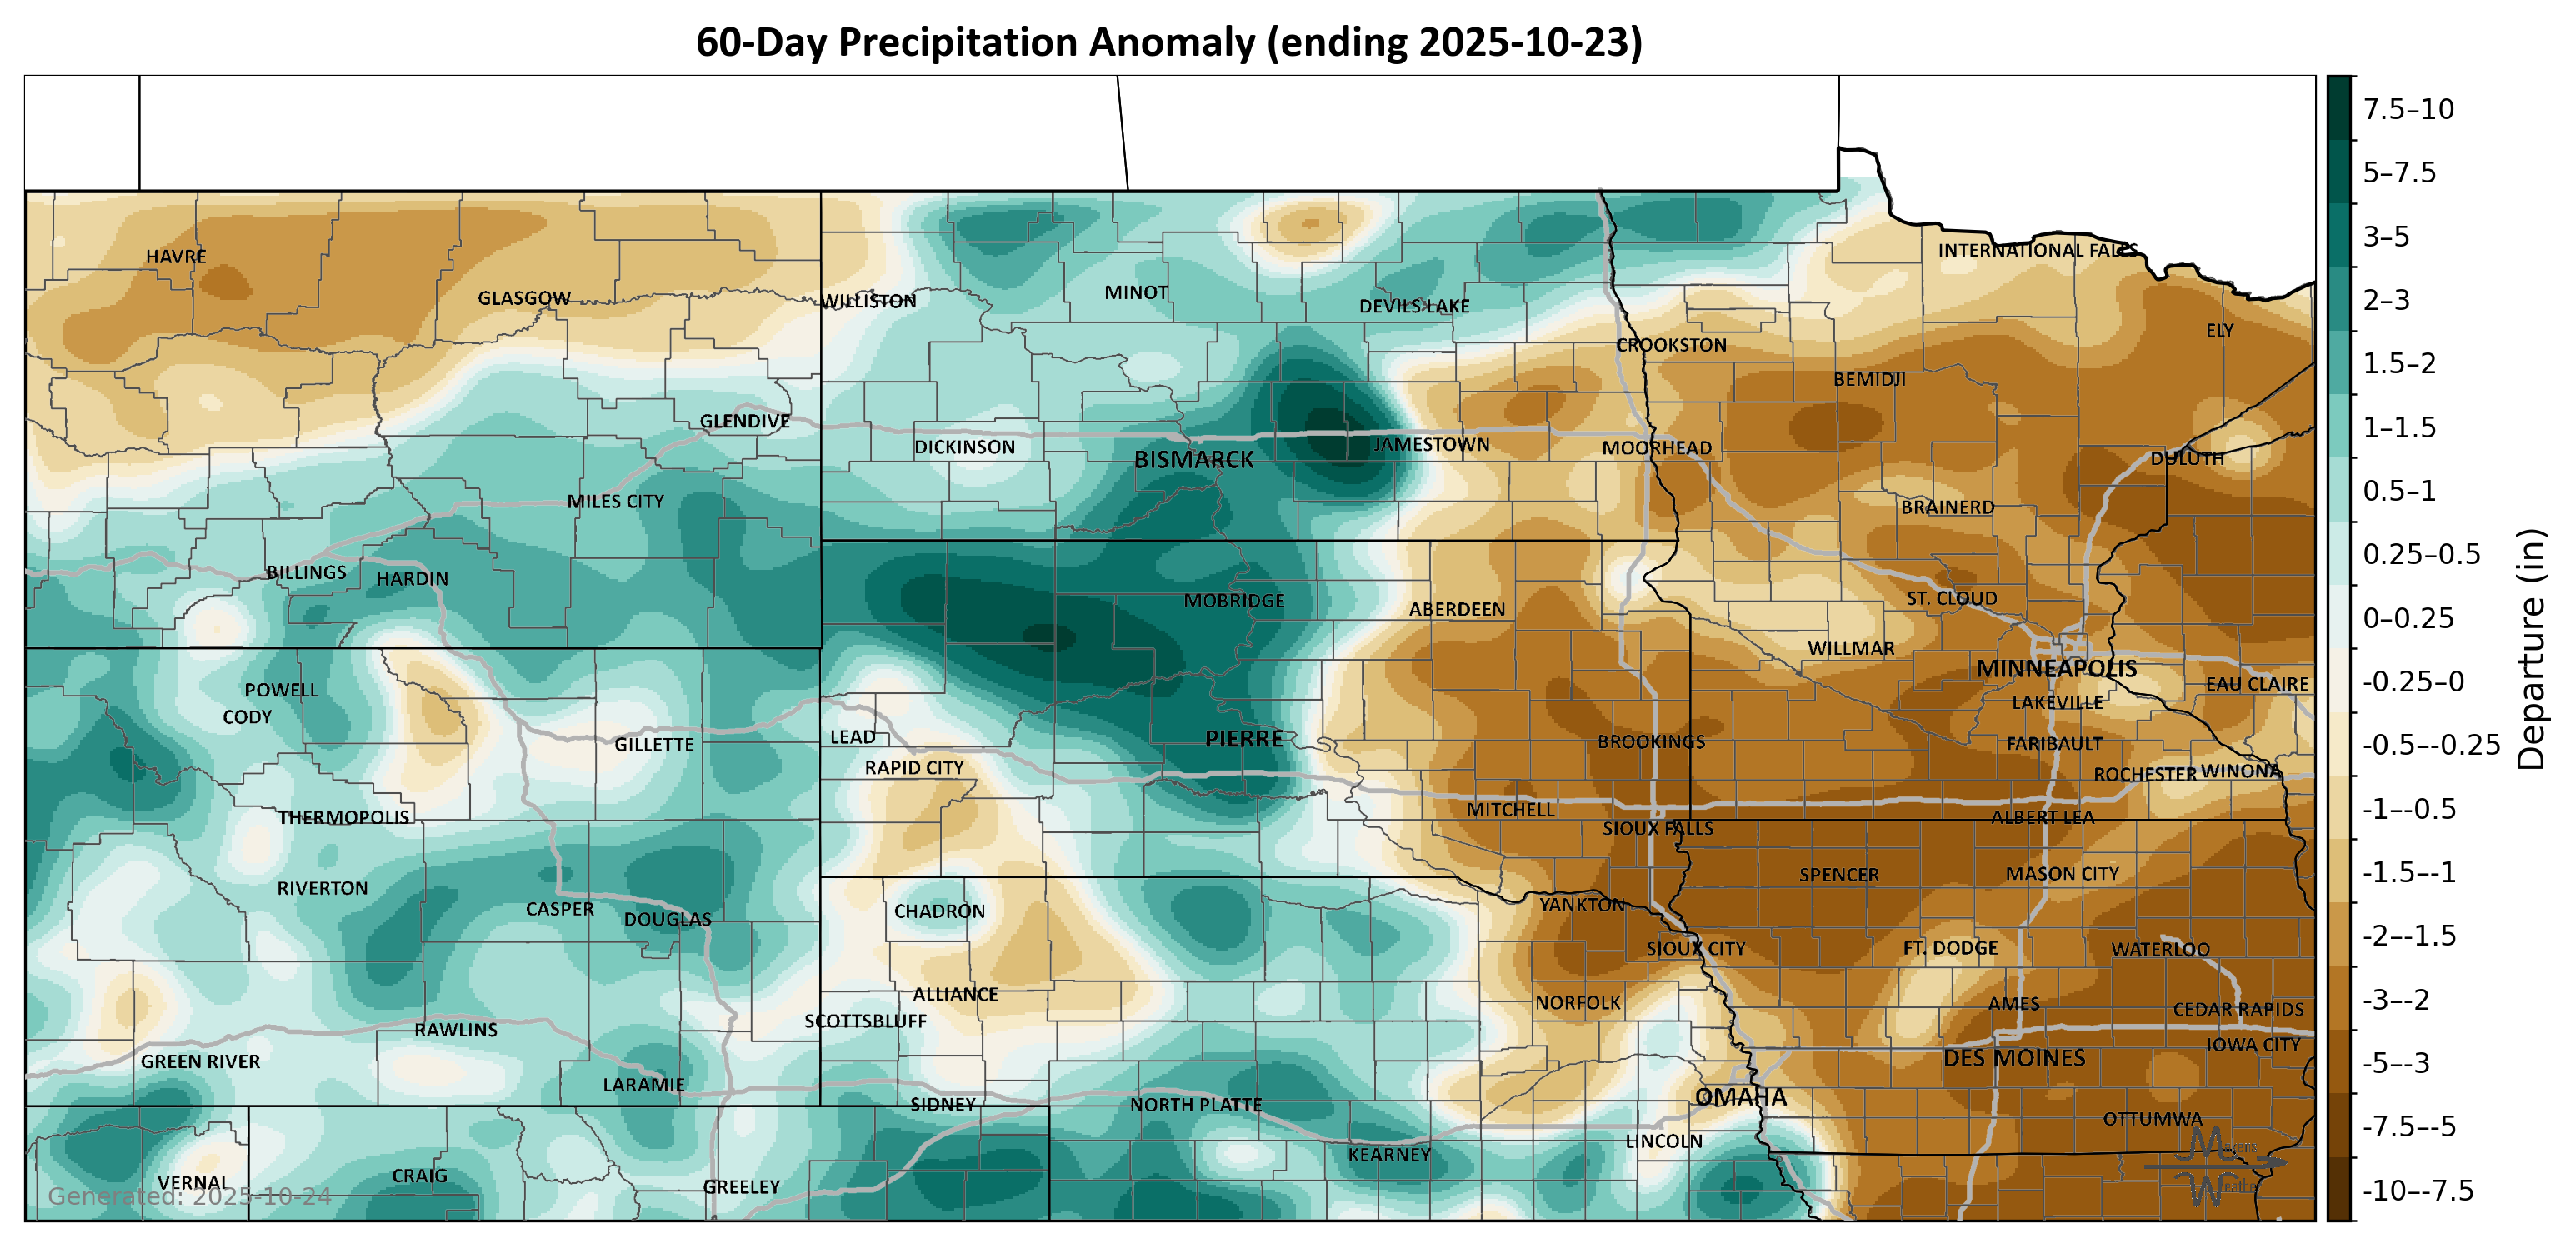 60-Day Precipitation Anomaly (ending 2025-10-23)
HAVRE
GLASGOW
WILLISTON
MINOT
DEVILS LAKE
CROOKSTON
INTERNATIONAL FALLS
ELY
BEMIDJI
GLENDIVE
DICKINSON
BISMARCK
JAMESTOWN
MOORHEAD
DULUTH
MILES CITY
BRAINERD
BILLINGS
HARDIN
MOBRIDGE
ABERDEEN
ST. CLOUD
WILLMAR
MINNEAPOLIS
EAU CLAIRE
POWELL
CODY
LAKEVILLE
GILLETTE
LEAD
PIERRE
BROOKINGS
FARIBAULT
RAPID CITY
ROCHESTER
WINONA
THERMOPOLIS
MITCHELL
SIOUX FALLS
ALBERT LEA
RIVERTON
CASPER
DOUGLAS
CHADRON
YANKTON
SPENCER
MASON CITY
SIOUX CITY
FT. DODGE
WATERLOO
ALLIANCE
NORFOLK
AMES
CEDAR RAPIDS
SCOTTSBLUFF
RAWLINS
GREEN RIVER
DES MOINES
IOWA CITY
LARAMIE
SIDNEY
NORTH PLATTE
OMAHA
OTTUMWA
LINCOLN
KEARNEY
VERNAL
CRAIG
GREELEY
Generated: 2025-10-24
Myers
Weather
7.5–10
5–7.5
3–5
2–3
1.5–2
1–1.5
0.5–1
0.25–0.5
0–0.25
-0.25–0
-0.5–-0.25
-1–-0.5
-1.5–-1
-2–-1.5
-3–-2
-5–-3
-7.5–-5
-10–-7.5
Departure (in)